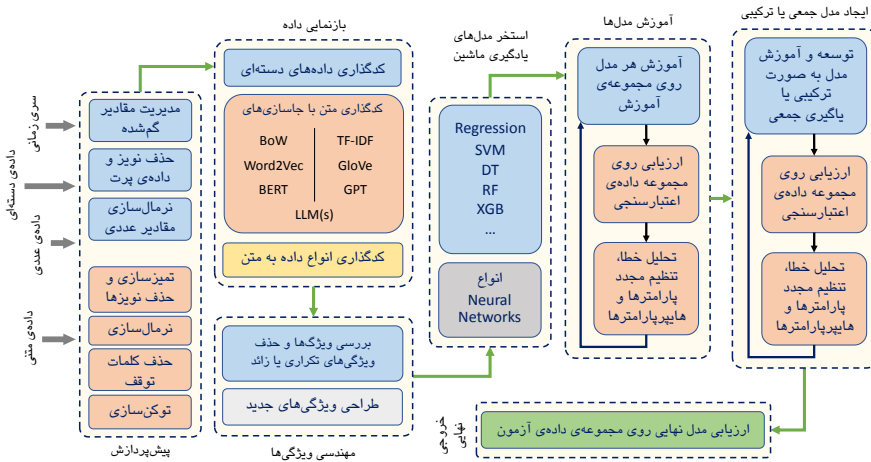 سری زمانی
داده‌ی دسته‌ای
داده‌ی عددی
داده‌ی متنی
مدیریت مقادیر
گم‌شده
حذف نویز و
داده‌ی پرت
نرمال‌سازی
مقادیر عددی
تمیزسازی و
حذف نویزها
نرمال‌سازی
حذف کلمات
توقف
توکن‌سازی
پیش‌پردازش
بازنمایی داده
کدگذاری داده‌های دسته‌ای
کدگذاری متن با جاسازی‌های
BoW
TF-IDF
Word2Vec
GloVe
BERT
GPT
LLM(s)
کدگذاری انواع داده به متن
بررسی ویژگی‌ها و حذف
ویژگی‌های تکراری یا زائد
طراحی ویژگی‌های جدید
مهندسی ویژگی‌ها
استخر مدل‌های
یادگیری ماشین
Regression
SVM
DT
RF
XGB
...
انواع
Neural
Networks
آموزش مدل‌ها
آموزش هر مدل
روی مجموعه‌ی
آموزش
ارزیابی روی
مجموعه داده‌ی
اعتبارسنجی
تحلیل خطا،
تنظیم مجدد
پارامترها و
هایپرپارامترها
ایجاد مدل جمعی یا ترکیبی
توسعه و آموزش
مدل به صورت
ترکیبی یا
یاگیری جمعی
ارزیابی روی
مجموعه داده‌ی
اعتبارسنجی
تحلیل خطا،
تنظیم مجدد
پارامترها و
هایپرپارامترها
خروجی
نهایی
ارزیابی مدل نهایی روی مجموعه‌ی داده‌ی آزمون